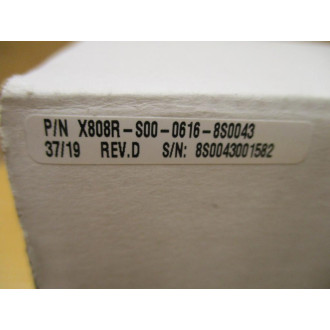 P/N X808R-S00-0616-8S0043
37/19 REV.D S/N: 8S0043001582